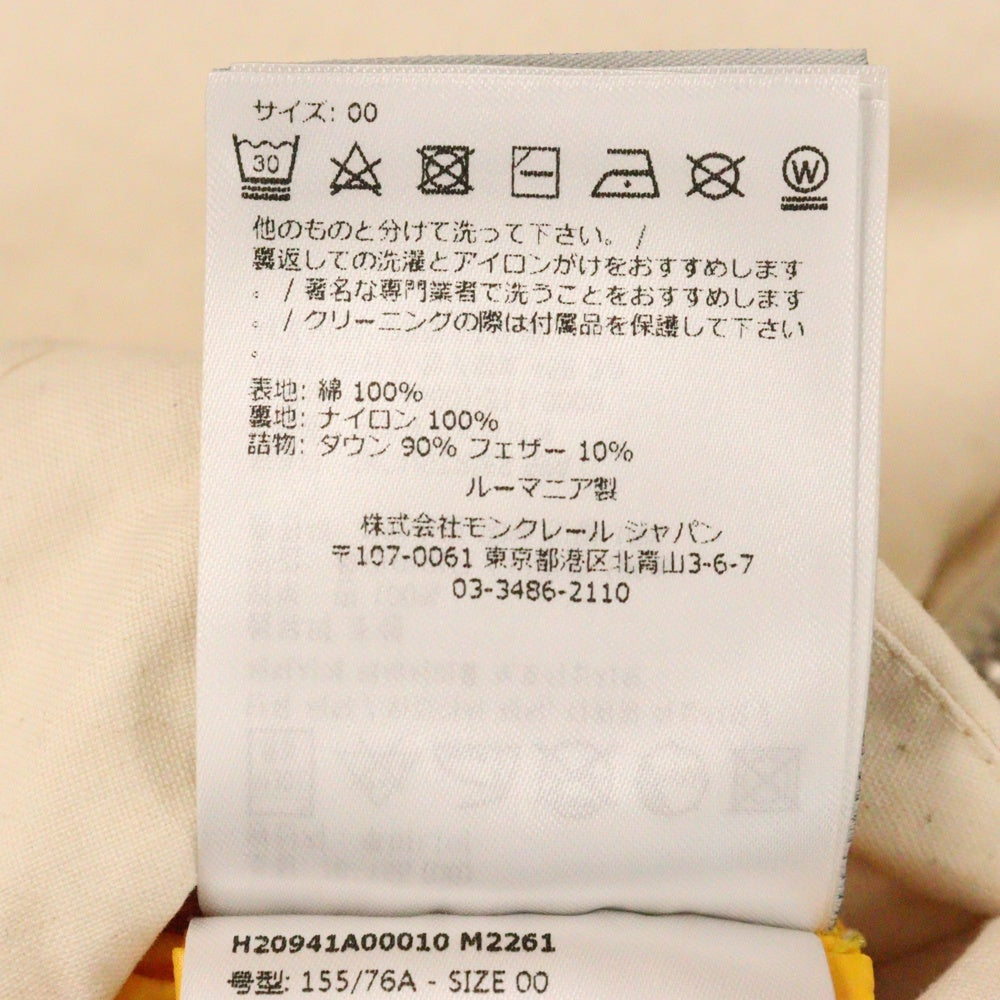 サイズ: 00
30
W
他のものと分けて洗って下さい。 /
裏返しての洗濯とアイロンがけをおすすめします
。 / 著名な専門業者で洗うことをおすすめします
。 / クリーニングの際は付属品を保護して下さい
。
表地: 綿 100%
裏地: ナイロン 100%
詰物: ダウン 90% フェザー 10%
ルーマニア製
株式会社モンクレール ジャパン
〒107-0061 東京都港区北青山3-6-7
03-3486-2110
H20941A00010 M2261
号型: 155/76A - SIZE 00